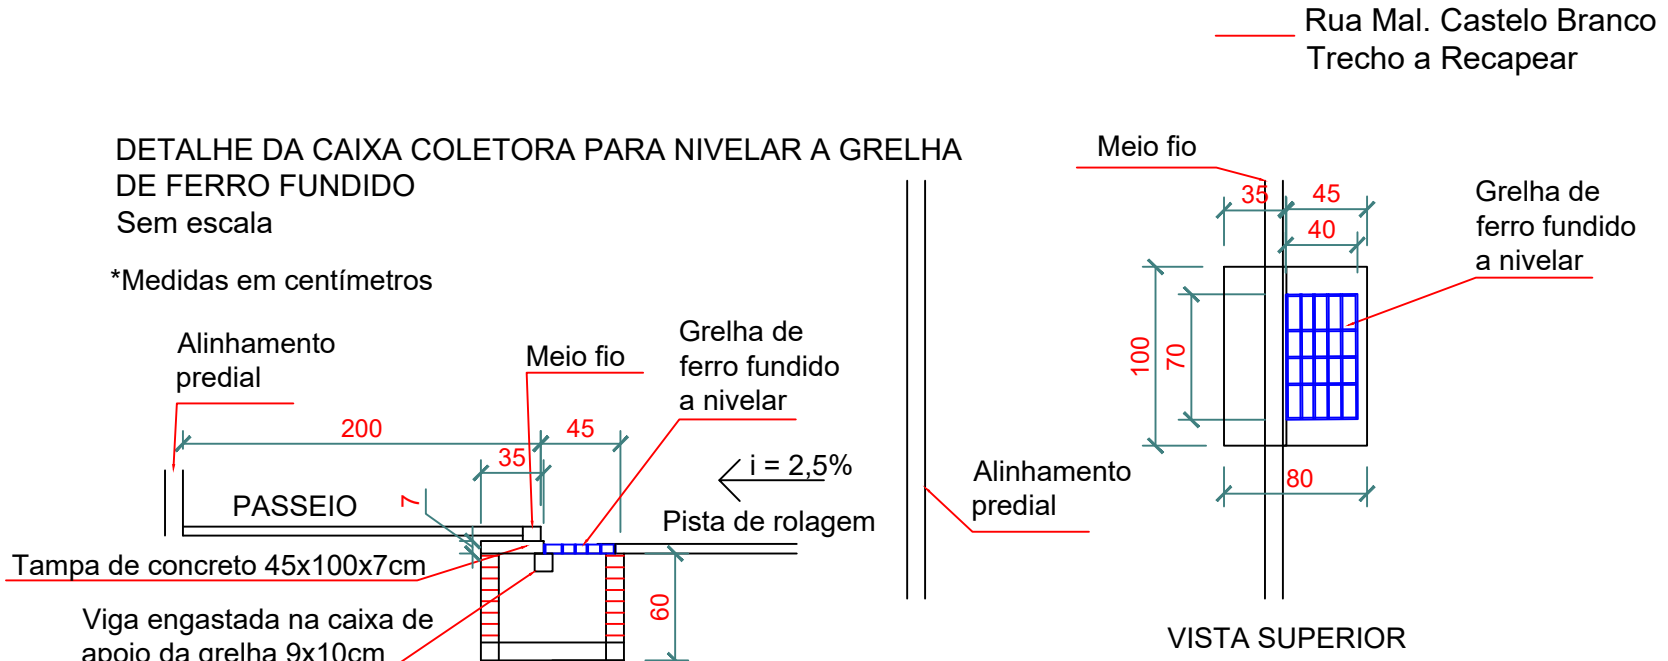 Rua Mal. Castelo Branco
Trecho a Recapear
DETALHE DA CAIXA COLETORA PARA NIVELAR A GRELHA
DE FERRO FUNDIDO
Sem escala
*Medidas em centímetros
Alinhamento
predial
Meio fio
Grelha de
ferro fundido
a nivelar
200
45
35
7
i = 2,5%
PASSEIO
Pista de rolagem
Tampa de concreto 45x100x7cm
60
Viga engastada na caixa de
apoio da grelha 9x10cm
Alinhamento
predial
Meio fio
35
45
40
Grelha de
ferro fundido
a nivelar
100
70
80
VISTA SUPERIOR